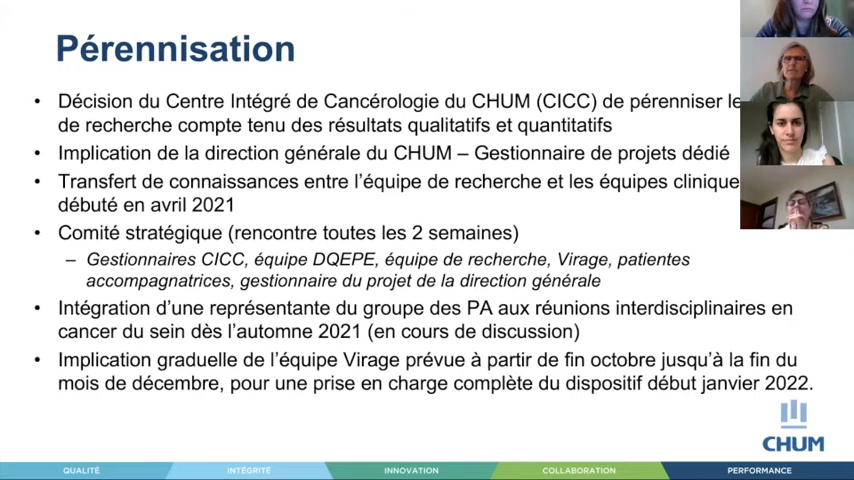 Pérennisation
• Décision du Centre Intégré de Cancérologie du CHUM (CICC) de pérenniser le
de recherche compte tenu des résultats qualitatifs et quantitatifs
• Implication de la direction générale du CHUM – Gestionnaire de projets dédié
• Transfert de connaissances entre l'équipe de recherche et les équipes clinique
débuté en avril 2021
• Comité stratégique (rencontre toutes les 2 semaines)
– Gestionnaires CICC, équipe DQEPE, équipe de recherche, Virage, patientes
accompagnatrices, gestionnaire du projet de la direction générale
• Intégration d'une représentante du groupe des PA aux réunions interdisciplinaires en
cancer du sein dès l'automne 2021 (en cours de discussion)
• Implication graduelle de l'équipe Virage prévue à partir de fin octobre jusqu'à la fin du
mois de décembre, pour une prise en charge complète du dispositif début janvier 2022.
CHUM
QUALITÉ INTÉGRITÉ INNOVATION COLLABORATION PERFORMANCE